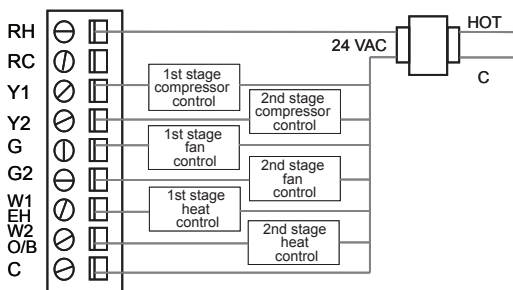 RH
RC
Y1
Y2
G
G2
W1
EH
W2
O/B
C
1st stage
compressor
control
2nd stage
compressor
control
1st stage
fan
control
2nd stage
fan
control
1st stage
heat
control
2nd stage
heat
control
24 VAC
HOT
C